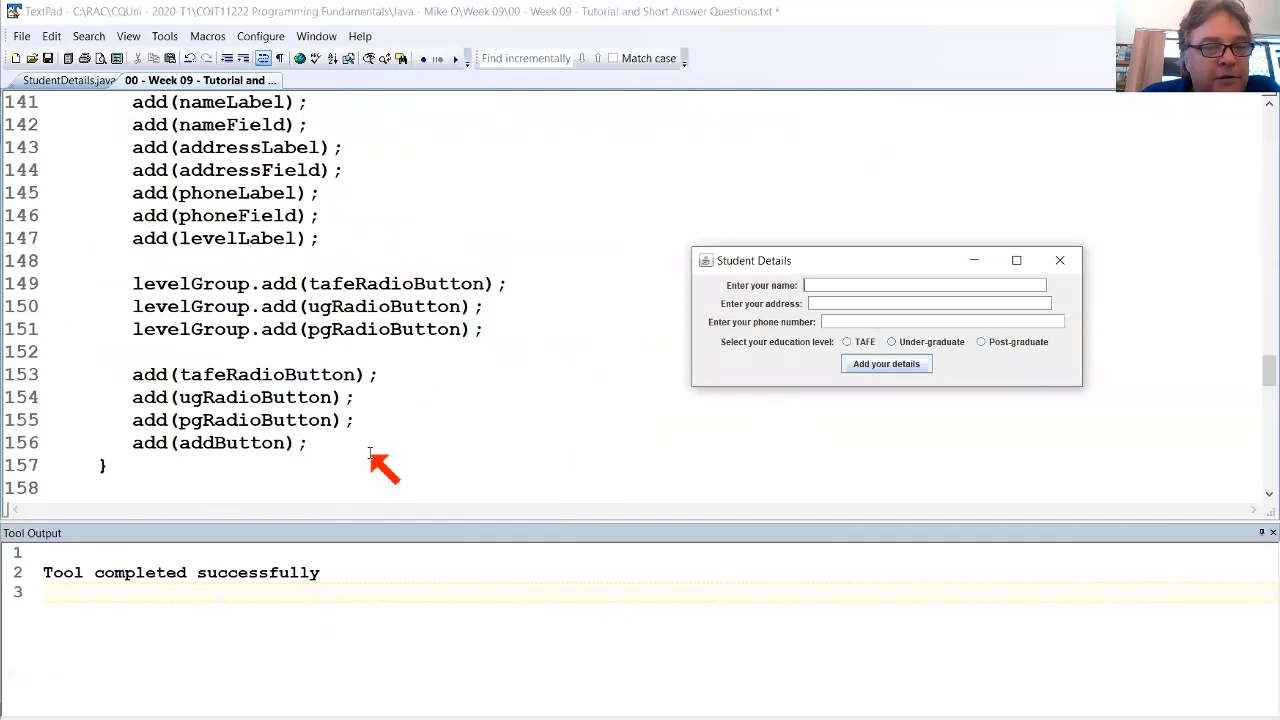 TextPad - C:\RAC\CQUni - 2020-T1\COIT11222 Programming Fundamentals\Java - Mike O\Week 09\00 - Week 09 - Tutorial and Short Answer Questions.txt *
File Edit Search View Tools Macros Configure Window Help
Find incrementally Match case
StudentDetails.java 00 - Week 09 - Tutorial and ...
141 add(nameLabel);
142 add(nameField);
143 add(addressLabel);
144 add(addressField);
145 add(phoneLabel);
146 add(phoneField);
147 add(levelLabel);
148
149 levelGroup.add(tafeRadioButton);
150 levelGroup.add(ugRadioButton);
151 levelGroup.add(pgRadioButton);
152
153 add(tafeRadioButton);
154 add(ugRadioButton);
155 add(pgRadioButton);
156 add(addButton);
157 }
158
Student Details
Enter your name:
Enter your address:
Enter your phone number:
Select your education level: TAFE Under-graduate Post-graduate
Add your details
Tool Output
1
2 Tool completed successfully
3